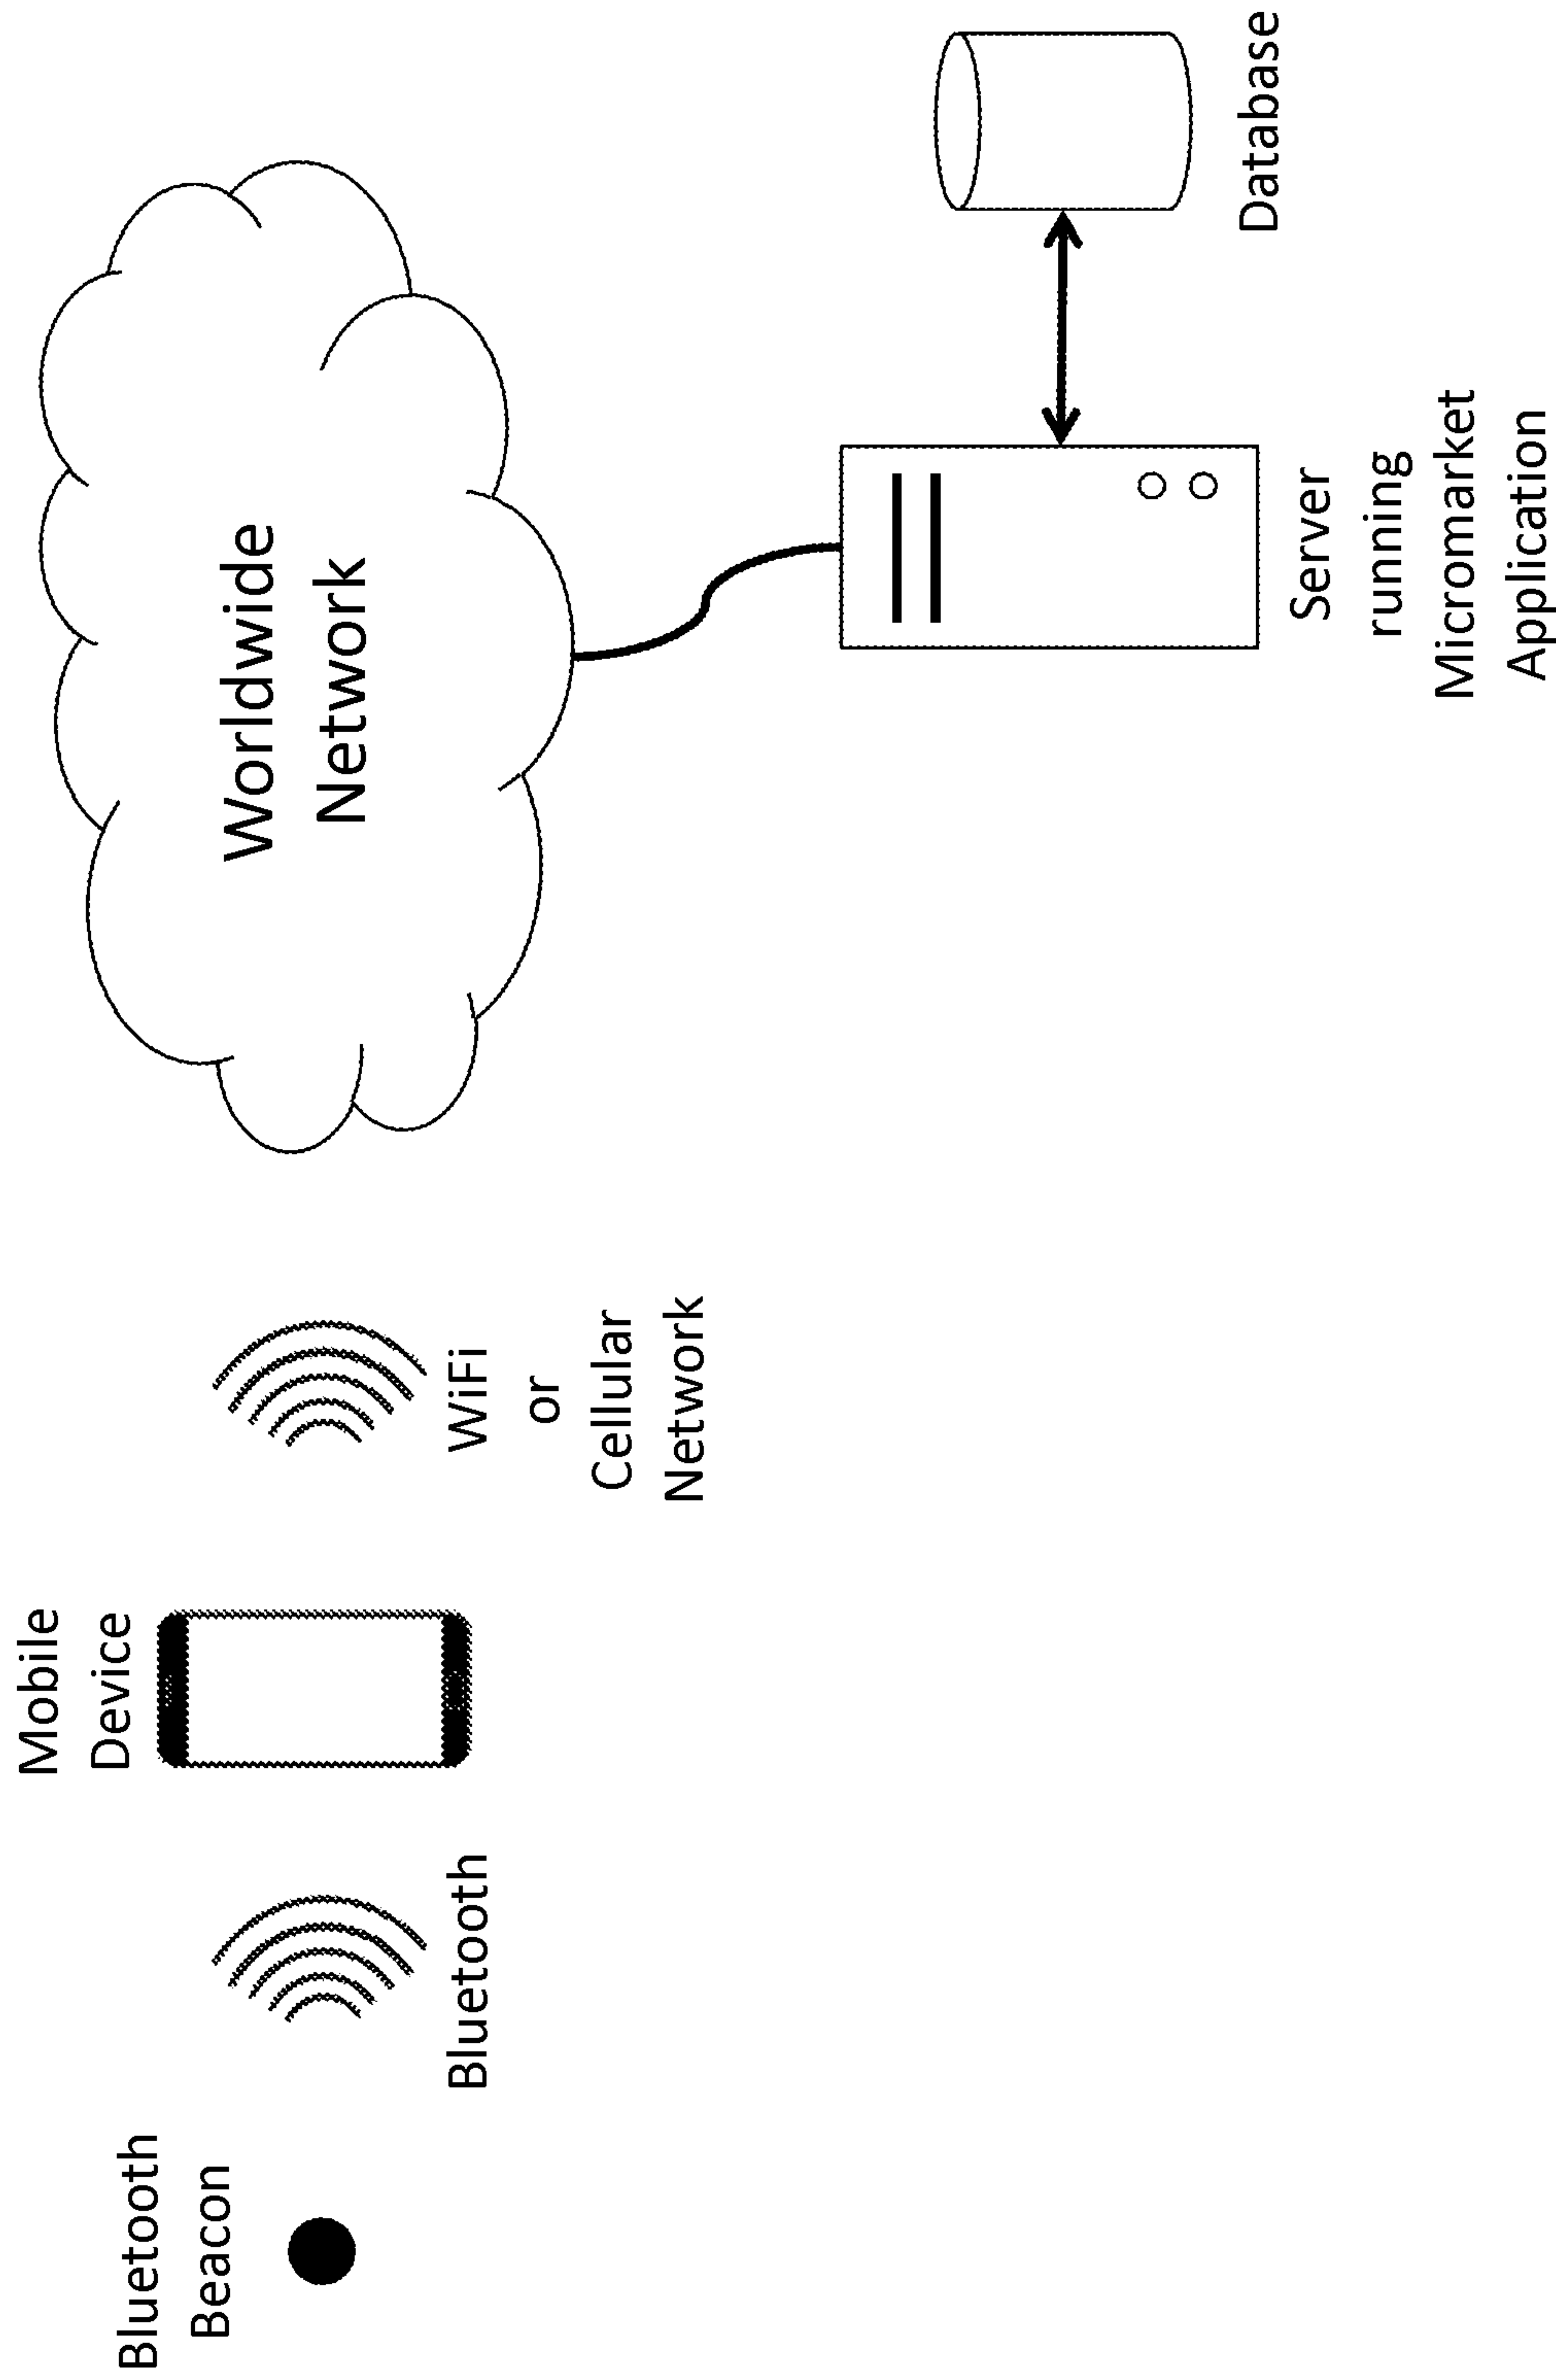 Bluetooth
Beacon
Bluetooth
Mobile
Device
WiFi
or
Cellular
Network
Worldwide
Network
Server
running
Micromarket
Application
Database